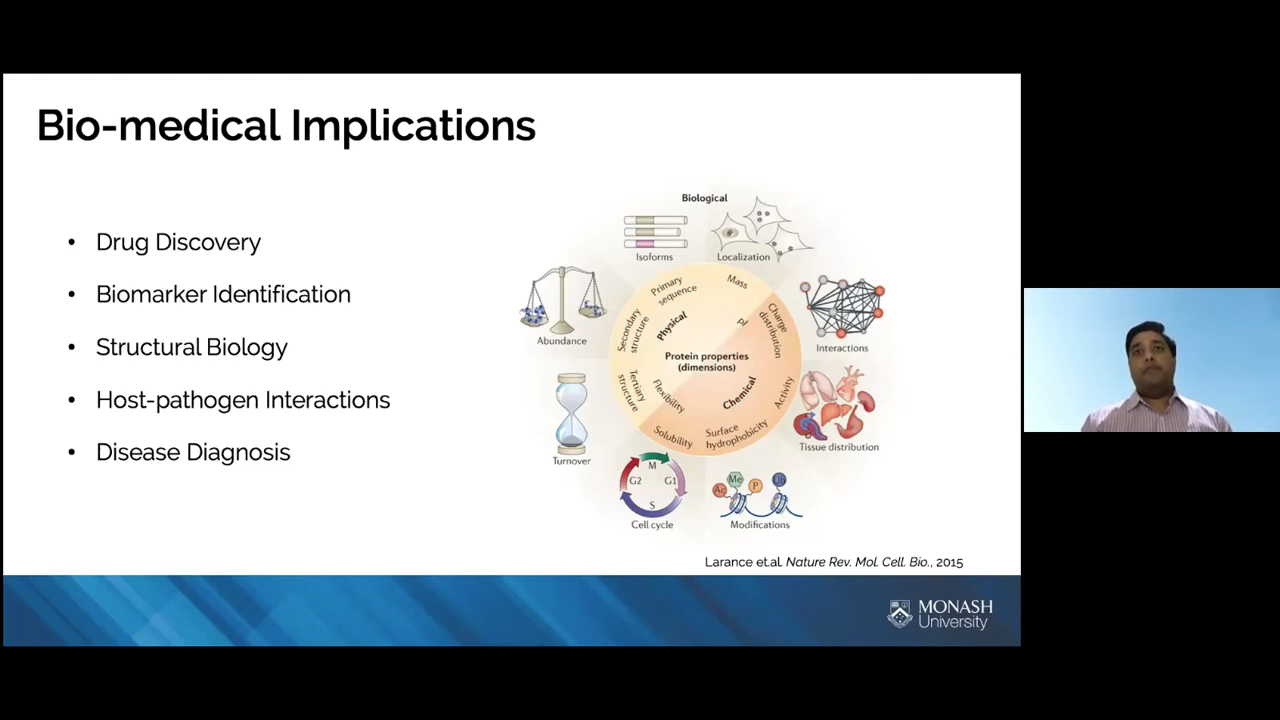 Bio-medical Implications
• Drug Discovery
• Biomarker Identification
• Structural Biology
• Host-pathogen Interactions
• Disease Diagnosis
Biological
Isoforms
Localization
Abundance
Interactions
Turnover
Tissue distribution
Cell cycle
Modifications
M
G2
G1
S
Ac
Me
P
Ub
Primary
sequence
Mass
Secondary
structure
Physical
pI
Charge
distribution
Protein properties
(dimensions)
Tertiary
structure
Flexibility
Chemical
Activity
Solubility
Surface
hydrophobicity
Larance et.al. Nature Rev. Mol. Cell. Bio., 2015
MONASH
University